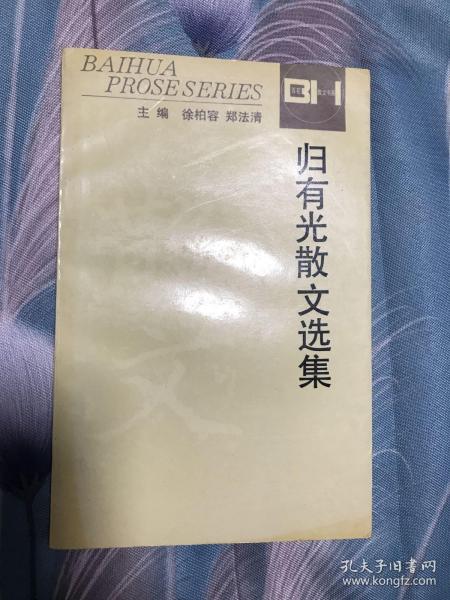 BAIHUA
PROSE SERIES
主编 徐柏容 郑法清
BH
归有光散文选集
文
孔夫子旧书网
www.kongfz.com